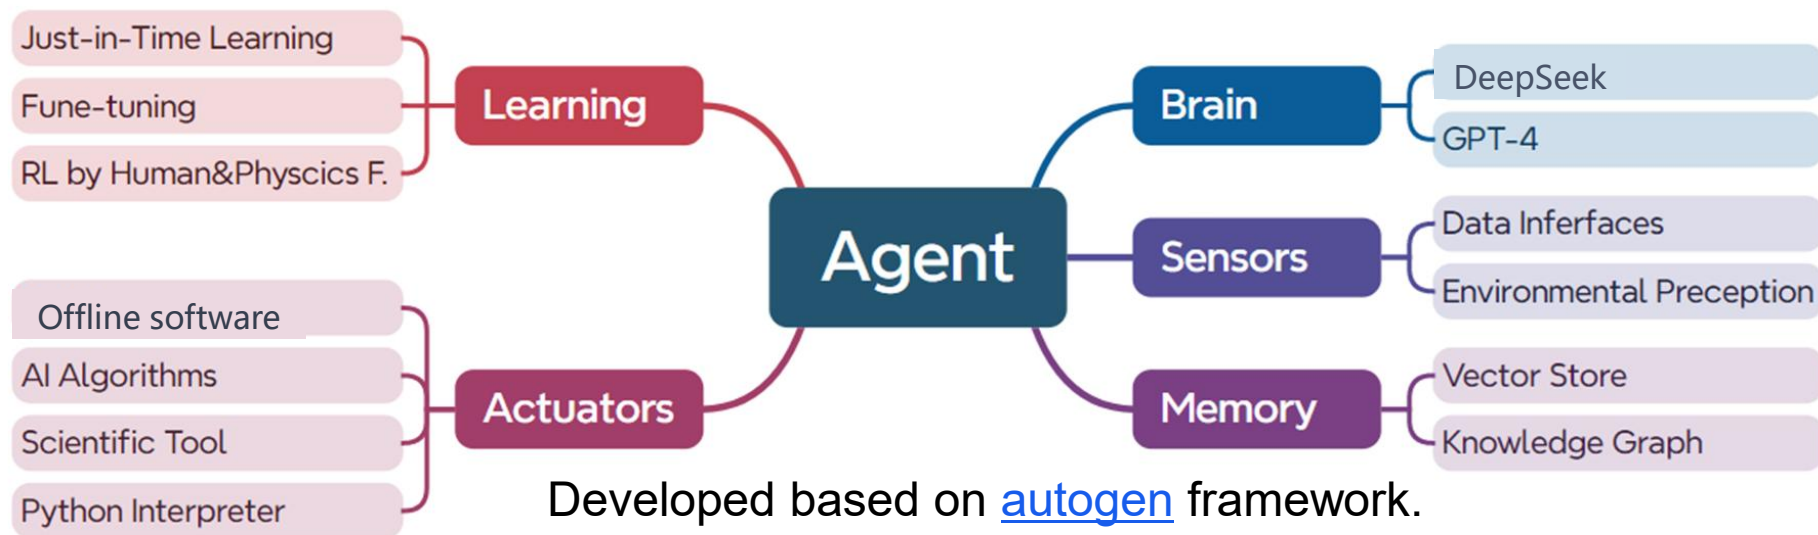 Just-in-Time Learning
Fune-tuning
RL by Human&Physcics F.
Learning
Offline software
AI Algorithms
Scientific Tool
Python Interpreter
Actuators
Agent
Brain
DeepSeek
GPT-4
Sensors
Data Inferfaces
Environmental Preception
Memory
Vector Store
Knowledge Graph
Developed based on autogen framework.